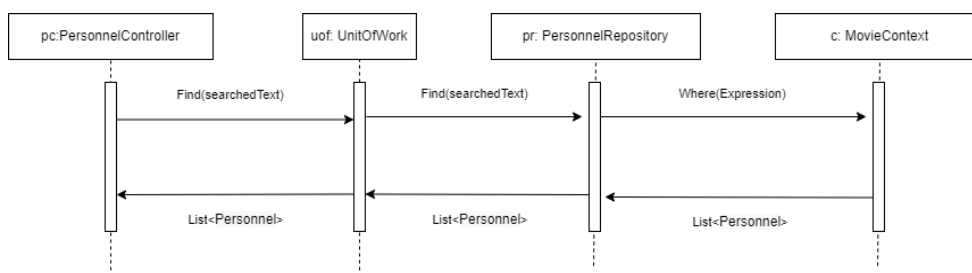 pc:PersonnelController
uof: UnitOfWork
pr: PersonnelRepository
c: MovieContext
Find(searchedText)
Find(searchedText)
Where(Expression)
List<Personnel>
List<Personnel>
List<Personnel>